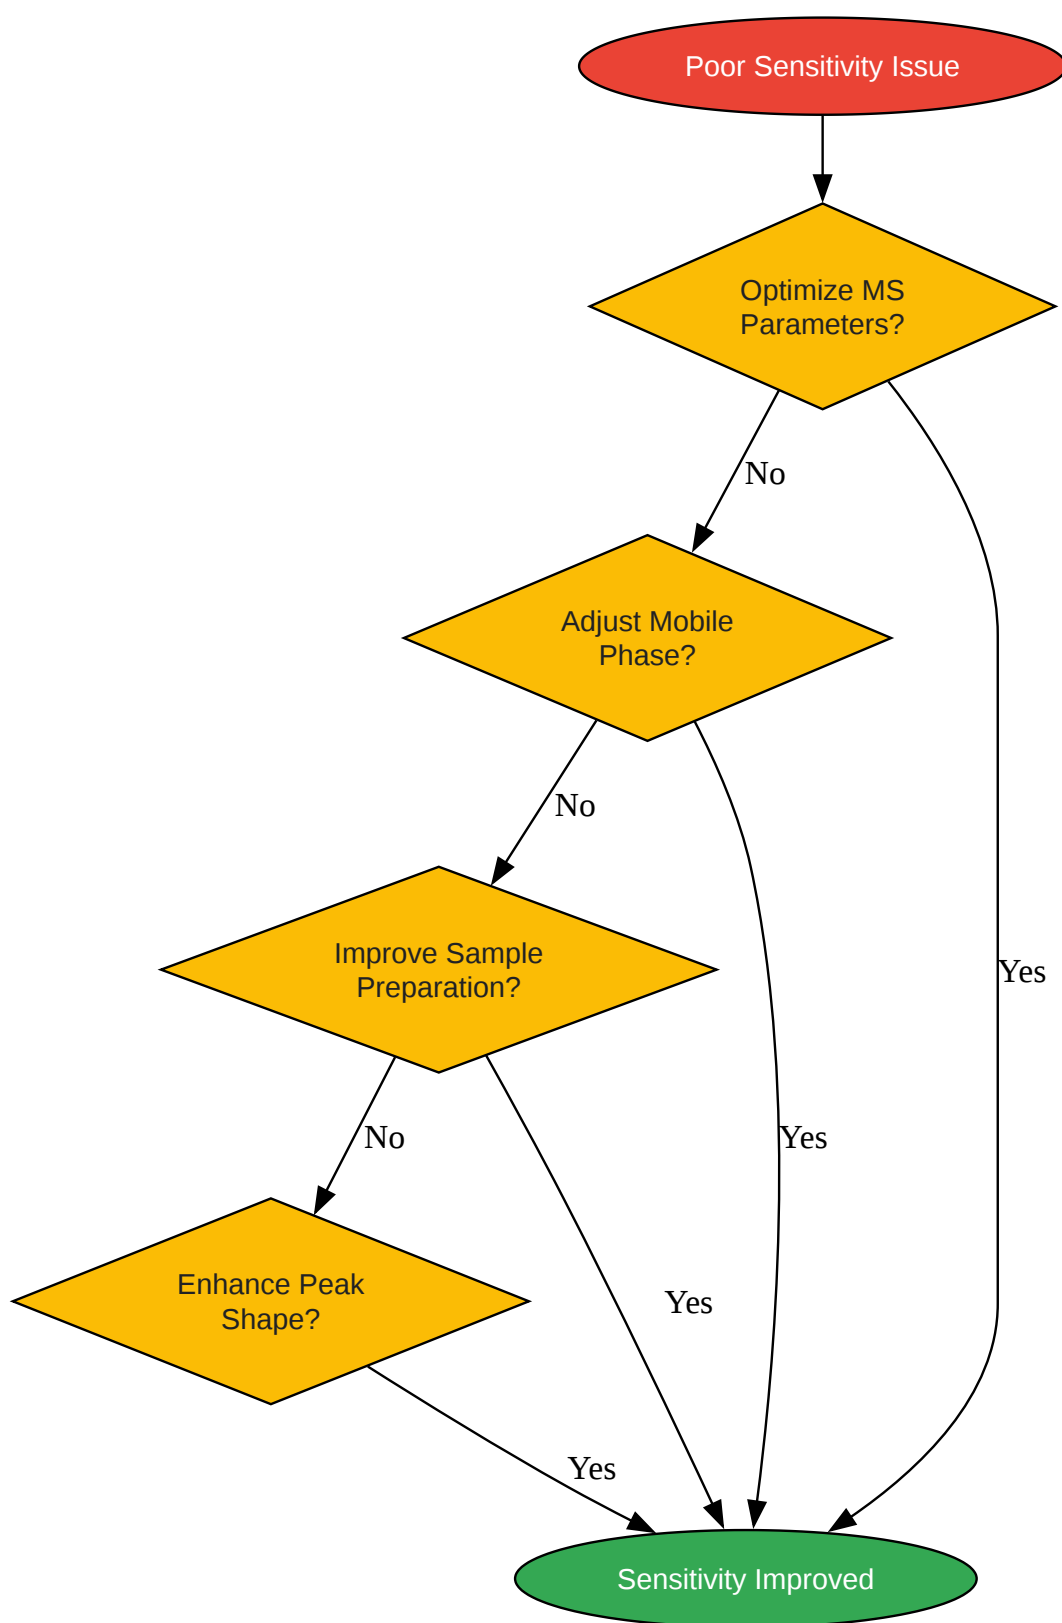 Poor Sensitivity Issue
Optimize MS
Parameters?
No
Adjust Mobile
Phase?
No
Improve Sample
Preparation?
Yes
No
Yes
Enhance Peak
Shape?
Yes
Yes
Sensitivity Improved